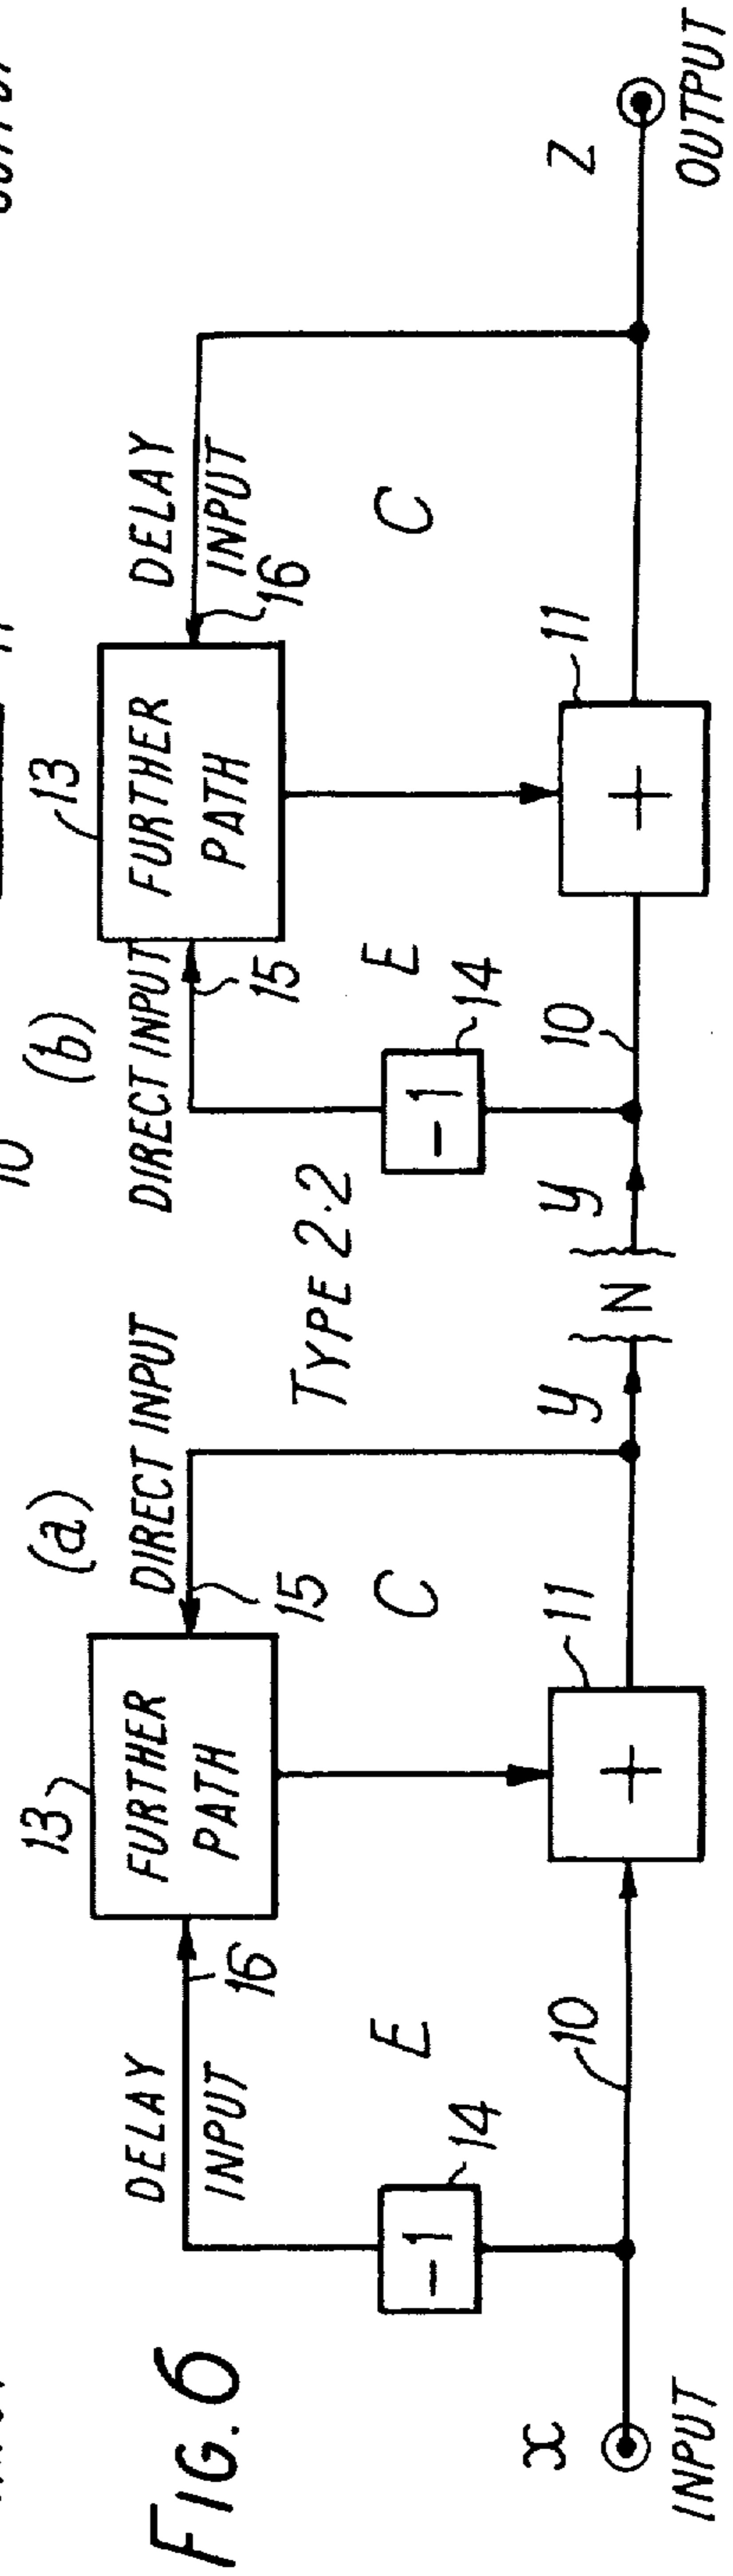 FIG. 6
(a)
13
DELAY
INPUT
16
FURTHER
PATH
DIRECT INPUT
15
E
C
14
-1
10
11
+
x
INPUT
y
TYPE 2·2
N
(b)
13
DIRECT INPUT
15
FURTHER
PATH
DELAY
INPUT
16
E
C
14
-1
y
10
11
+
z
OUTPUT